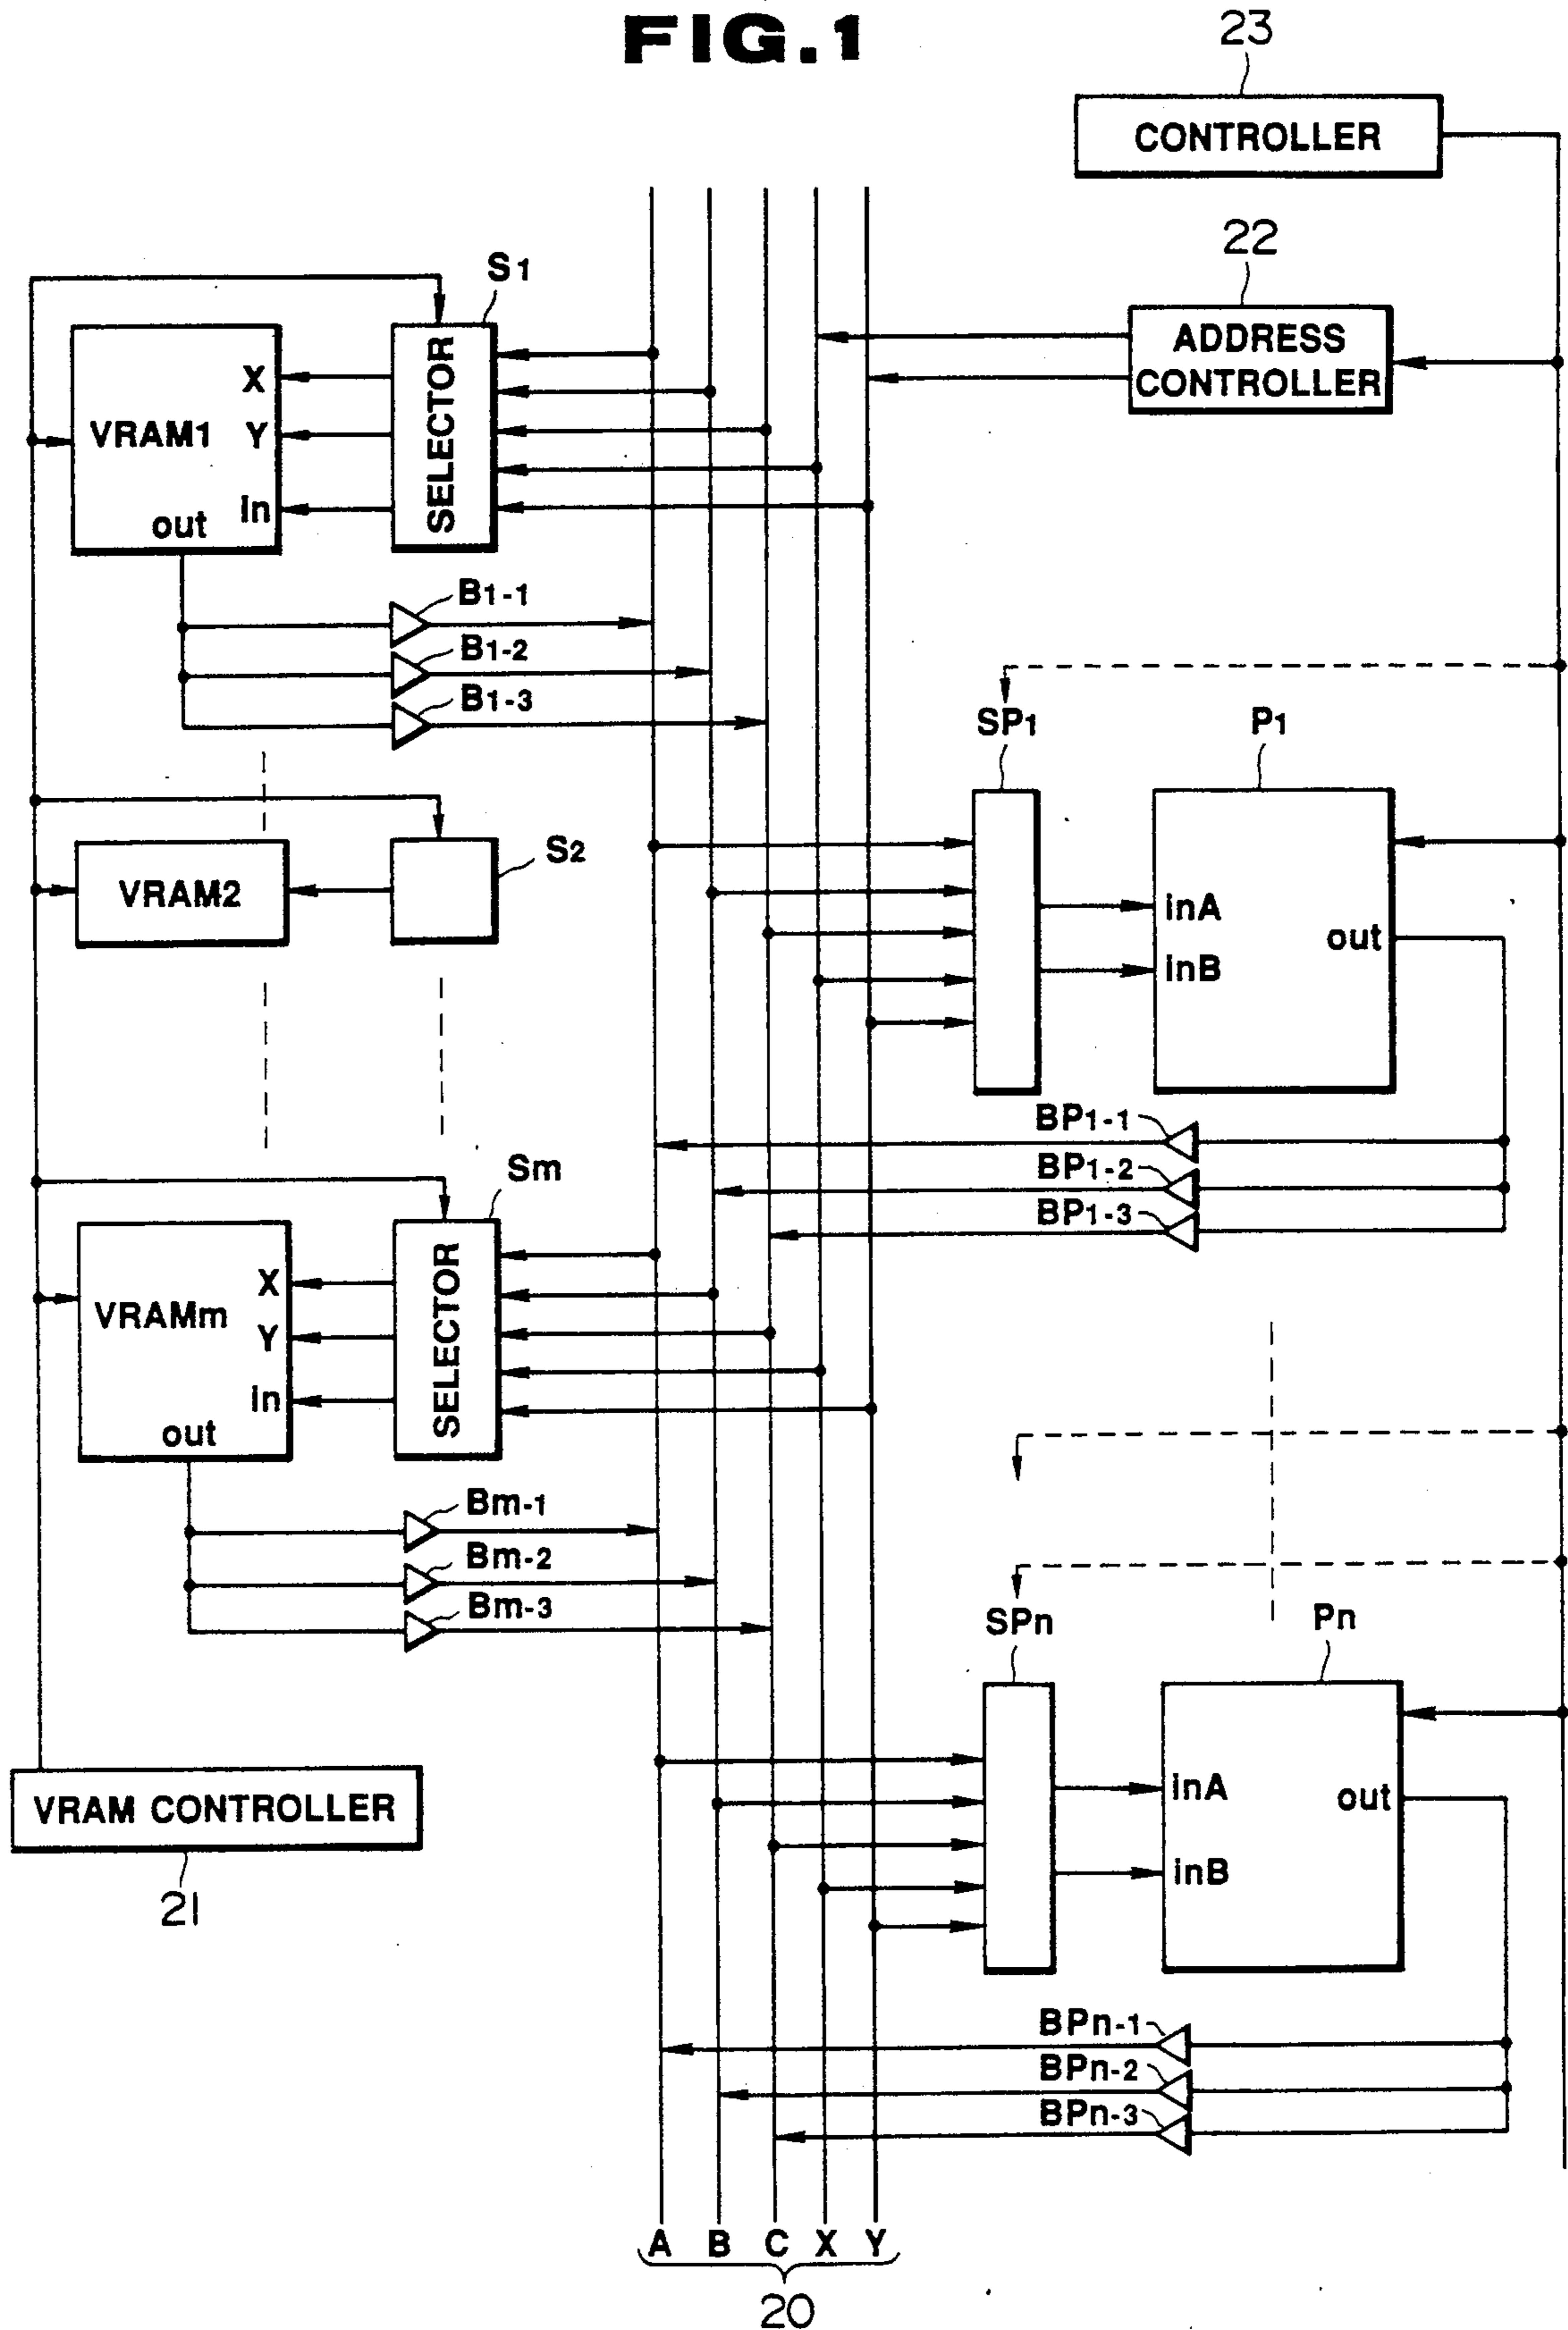 FIG.1
23
CONTROLLER
22
ADDRESS
CONTROLLER
S1
SELECTOR
X
VRAM1
Y
In
out
B1-1
B1-2
B1-3
SP1
P1
S2
VRAM2
inA
out
inB
BP1-1
BP1-2
BP1-3
Sm
SELECTOR
X
VRAMm
Y
in
out
Bm-1
Bm-2
Bm-3
SPn
Pn
inA
out
inB
VRAM CONTROLLER
21
BPn-1
BPn-2
BPn-3
A B C X Y
20